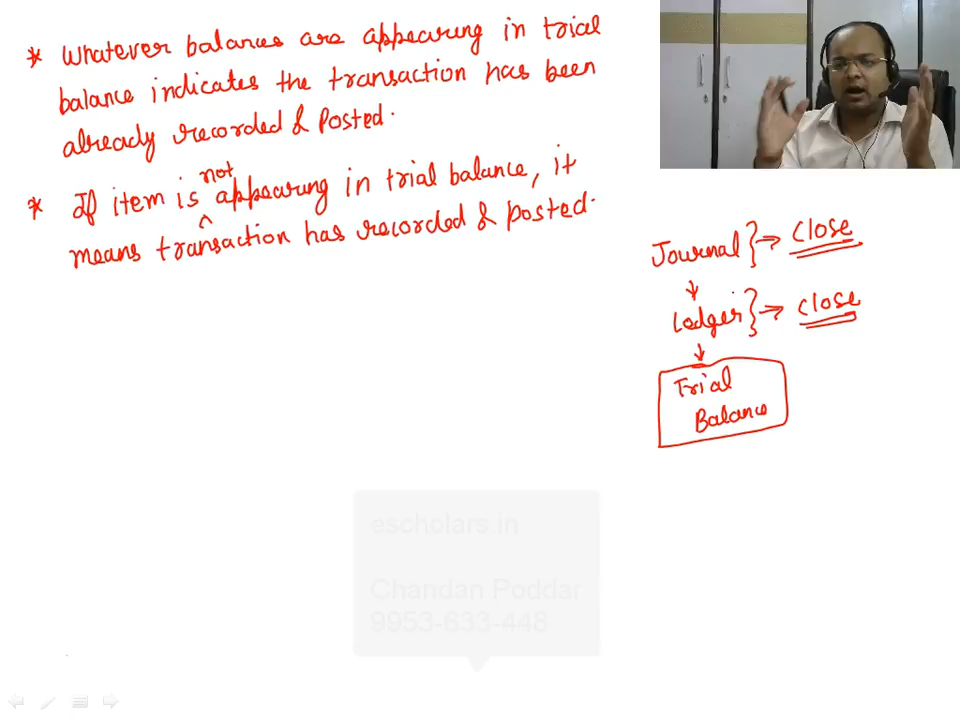 * Whatever balances are appearing in trial
balance indicates the transaction has been
already recorded & Posted.
* If item is not appearing in trial balance, it
means transaction has recorded & posted.
Journal } → Close
↓
Ledger } → Close
↓
Trial
Balance
escholars.in
Chandan Poddar
9953-633-448